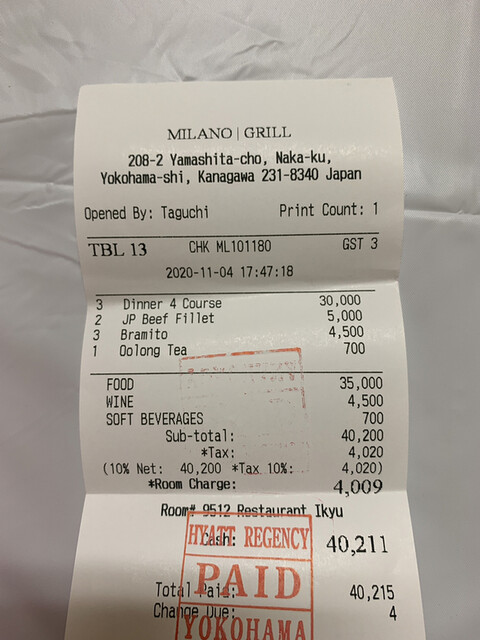 MILANO | GRILL
208-2 Yamashita-cho, Naka-ku,
Yokohama-shi, Kanagawa 231-8340 Japan
Opened By: Taguchi Print Count: 1
TBL 13 CHK ML101180 GST 3
2020-11-04 17:47:18
3 Dinner 4 Course 30,000
2 JP Beef Fillet 5,000
3 Bramito 4,500
1 Oolong Tea 700
FOOD 35,000
WINE 4,500
SOFT BEVERAGES 700
Sub-total: 40,200
*Tax: 4,020
(10% Net: 40,200 *Tax 10%: 4,020)
*Room Charge: 4,009
Room# 9512 Restaurant Ikyu
Cash: 40,211
HYATT REGENCY
PAID
YOKOHAMA
Total Paid: 40,215
Change Due: 4